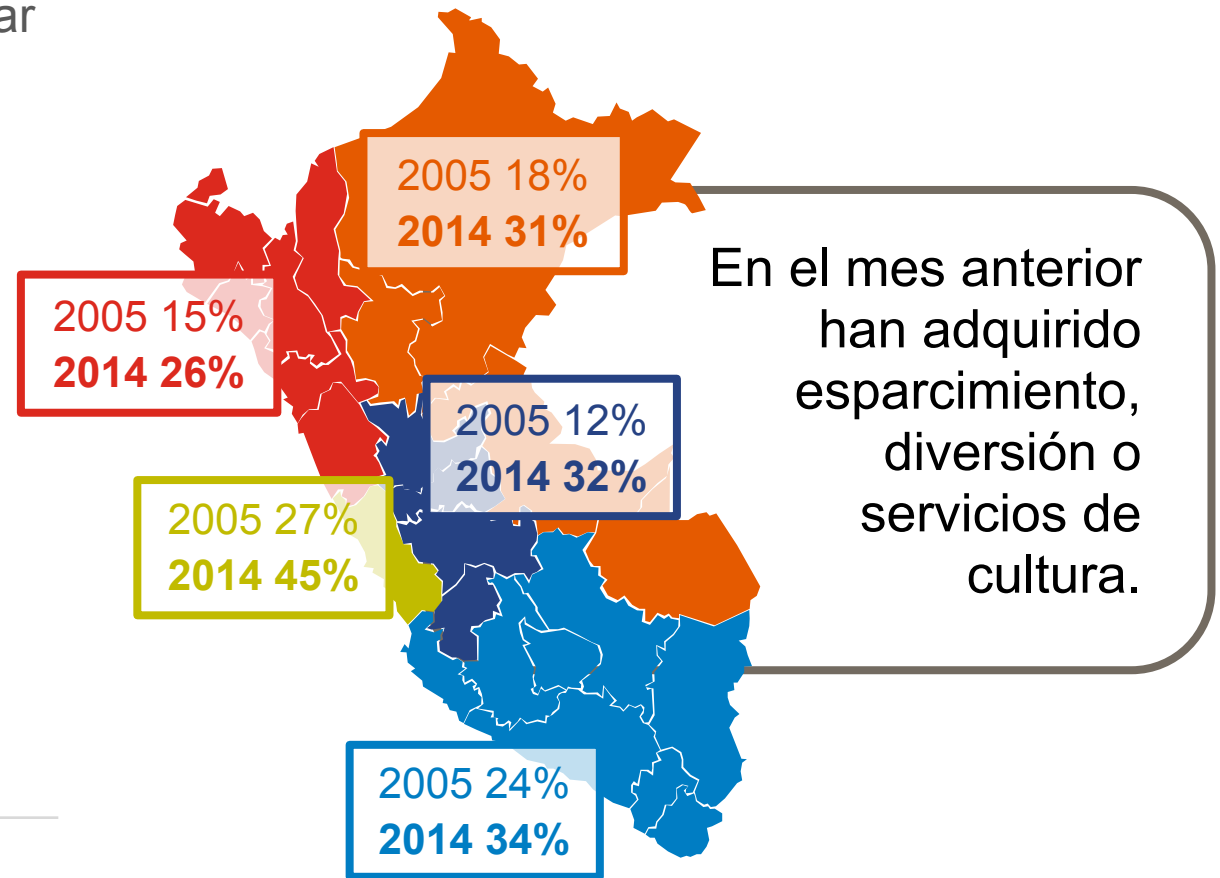 ar
2005 18%
2014 31%
2005 15%
2014 26%
2005 12%
2014 32%
2005 27%
2014 45%
2005 24%
2014 34%
En el mes anterior
han adquirido
esparcimiento,
diversión o
servicios de
cultura.